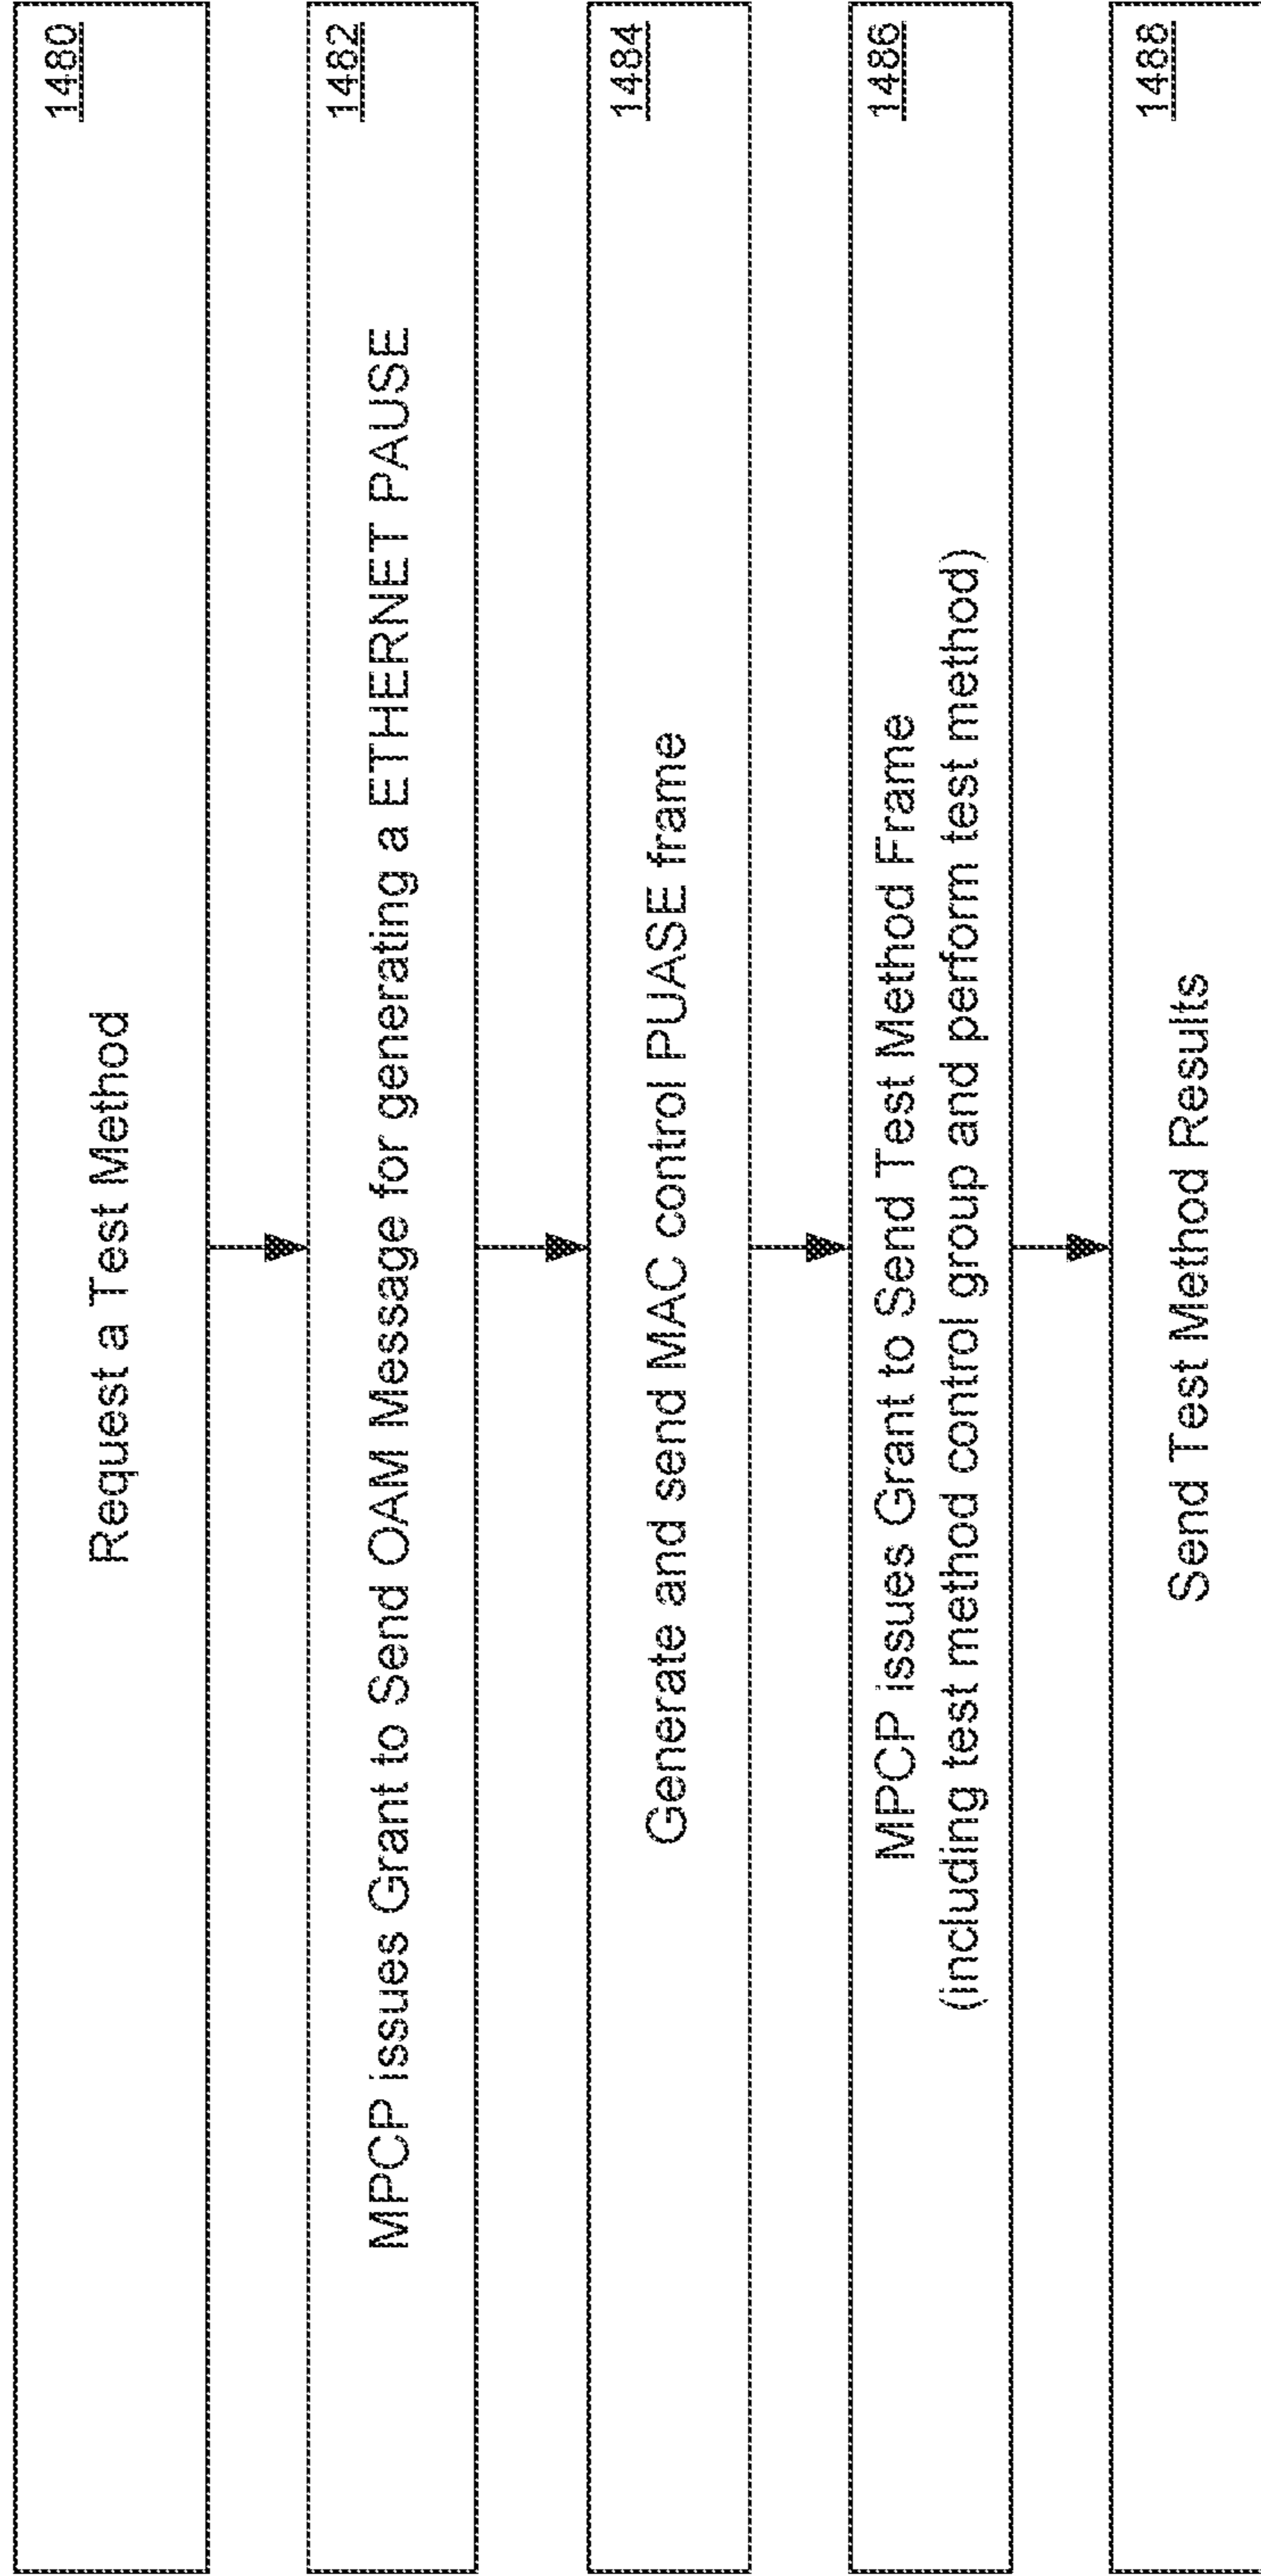 1480
Request a Test Method
1482
MPCP issues Grant to Send OAM Message for generating a ETHERNET PAUSE
1484
Generate and send MAC control PUASE frame
1486
MPCP issues Grant to Send Test Method Frame
(including test method control group and perform test method)
1488
Send Test Method Results